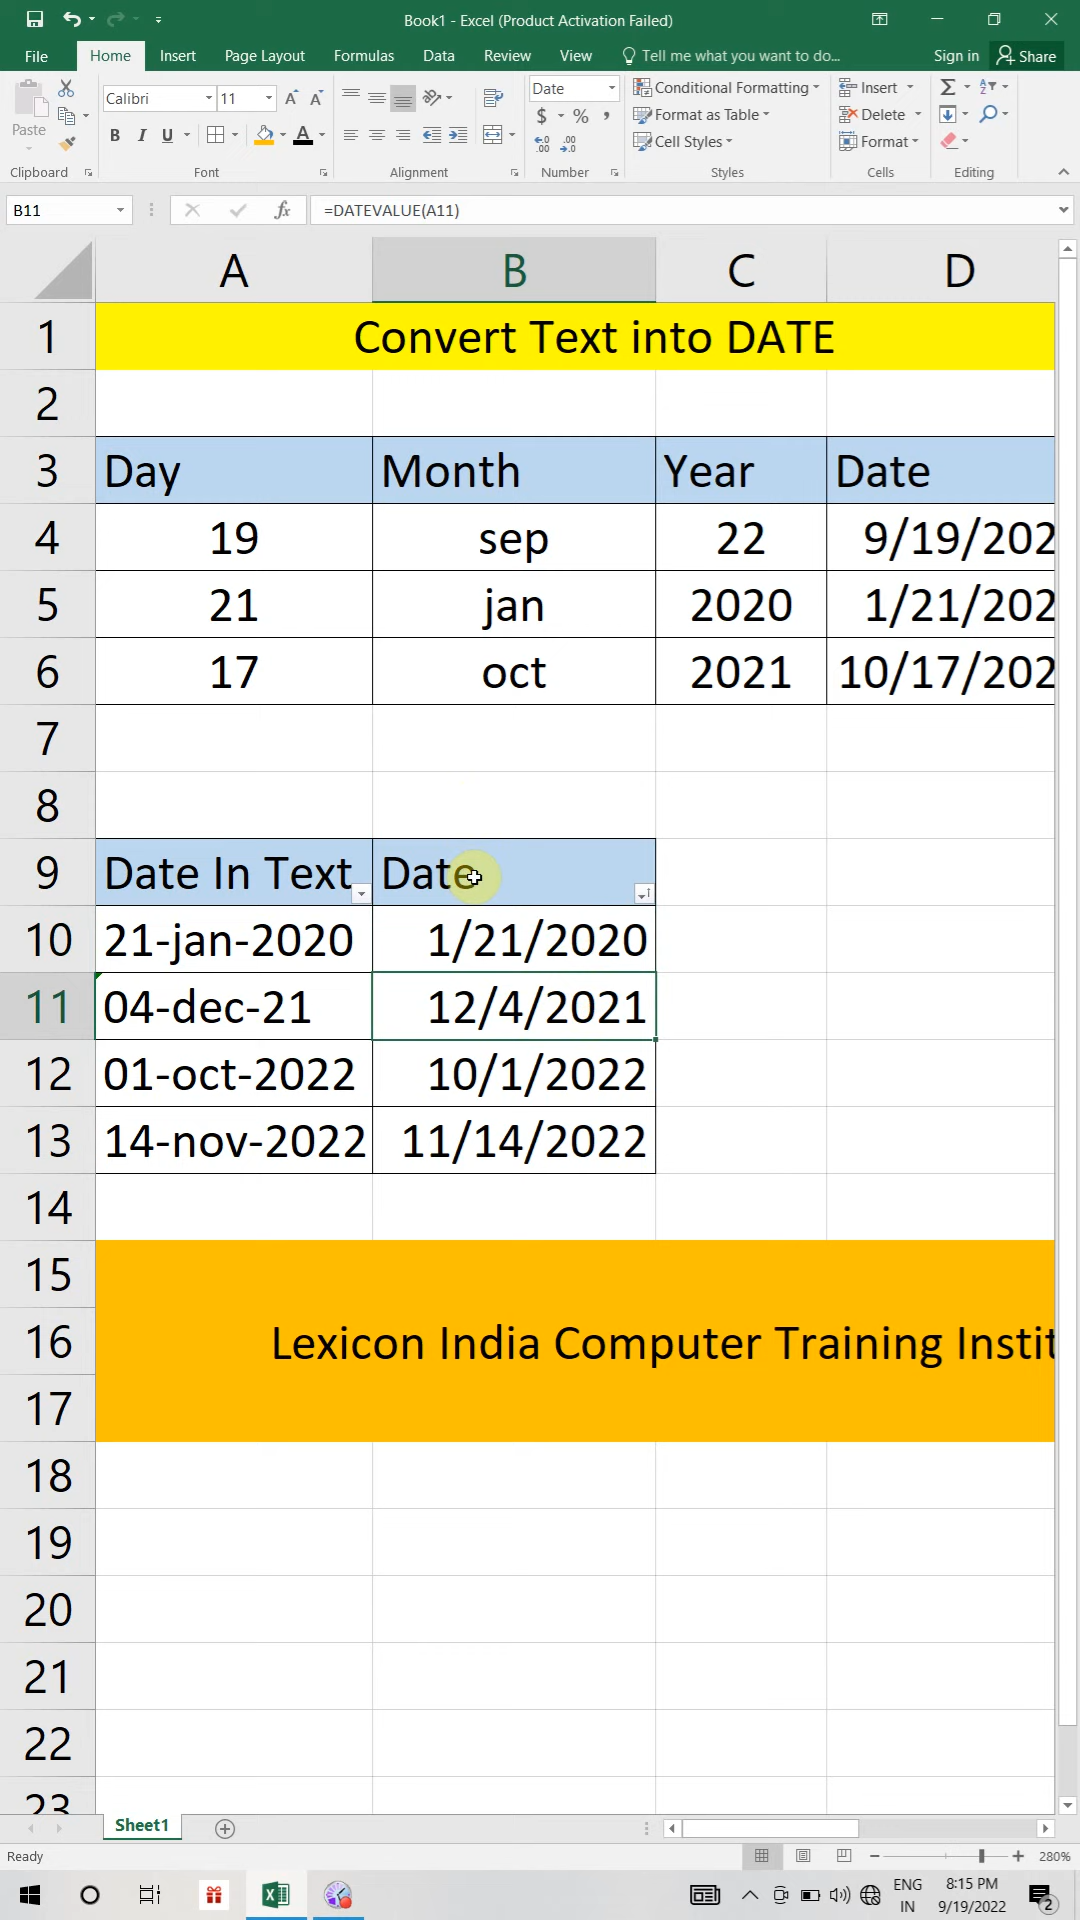 Book1 - Excel (Product Activation Failed)
File Home Insert Page Layout Formulas Data Review View Tell me what you want to do... Sign in Share
Paste
Calibri 11
B I U A
Date
$ % ,
Conditional Formatting
Format as Table
Cell Styles
Insert
Delete
Format
Clipboard Font Alignment Number Styles Cells Editing
B11 fx =DATEVALUE(A11)
A B C D
1 Convert Text into DATE
2
3 Day Month Year Date
4 19 sep 22 9/19/202
5 21 jan 2020 1/21/202
6 17 oct 2021 10/17/202
7
8
9 Date In Text Date
10 21-jan-2020 1/21/2020
11 04-dec-21 12/4/2021
12 01-oct-2022 10/1/2022
13 14-nov-2022 11/14/2022
14
15
16 Lexicon India Computer Training Instit
17
18
19
20
21
22
23
Sheet1
Ready 280%
ENG
IN
8:15 PM
9/19/2022
2